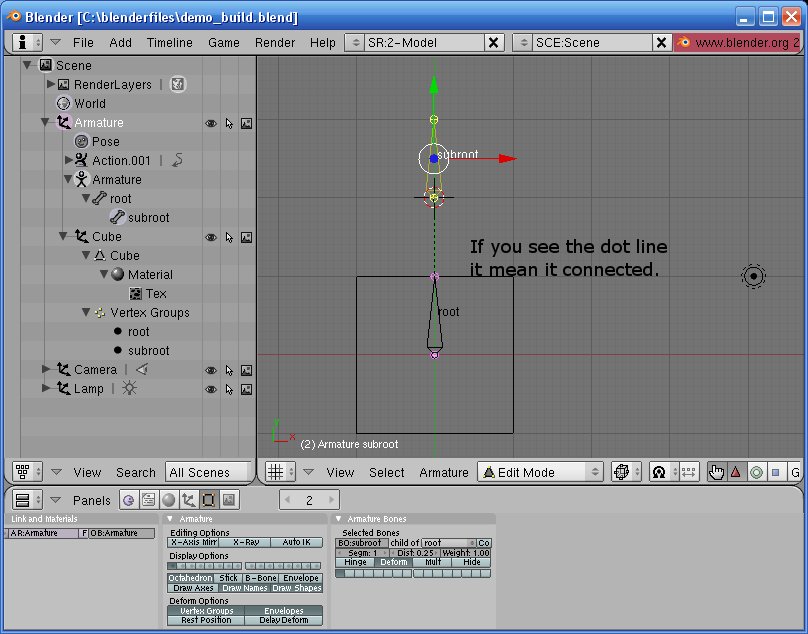 Blender [C:\blenderfiles\demo_build.blend]
File Add Timeline Game Render Help SR:2-Model X SCE:Scene X www.blender.org 2
Scene
RenderLayers
World
Armature
Pose
Action.001
Armature
root
subroot
Cube
Cube
Material
Tex
Vertex Groups
root
subroot
Camera
Lamp
subroot
If you see the dot line
it mean it connected.
root
y
x
(2) Armature subroot
View Search All Scenes
View Select Armature Edit Mode G
Panels 2
Link and Materials
AR:Armature F OB:Armature
Armature
Editing Options
X-Axis Mirr X-Ray Auto IK
Display Options
Octahedron Stick B-Bone Envelope
Draw Axes Draw Names Draw Shapes
Deform Options
Vertex Groups Envelopes
Rest Position Delay Deform
Armature Bones
Selected Bones
BO:subroot child of root Co
Segm: 1 Dist: 0.25 Weight: 1.00
Hinge Deform Mult Hide